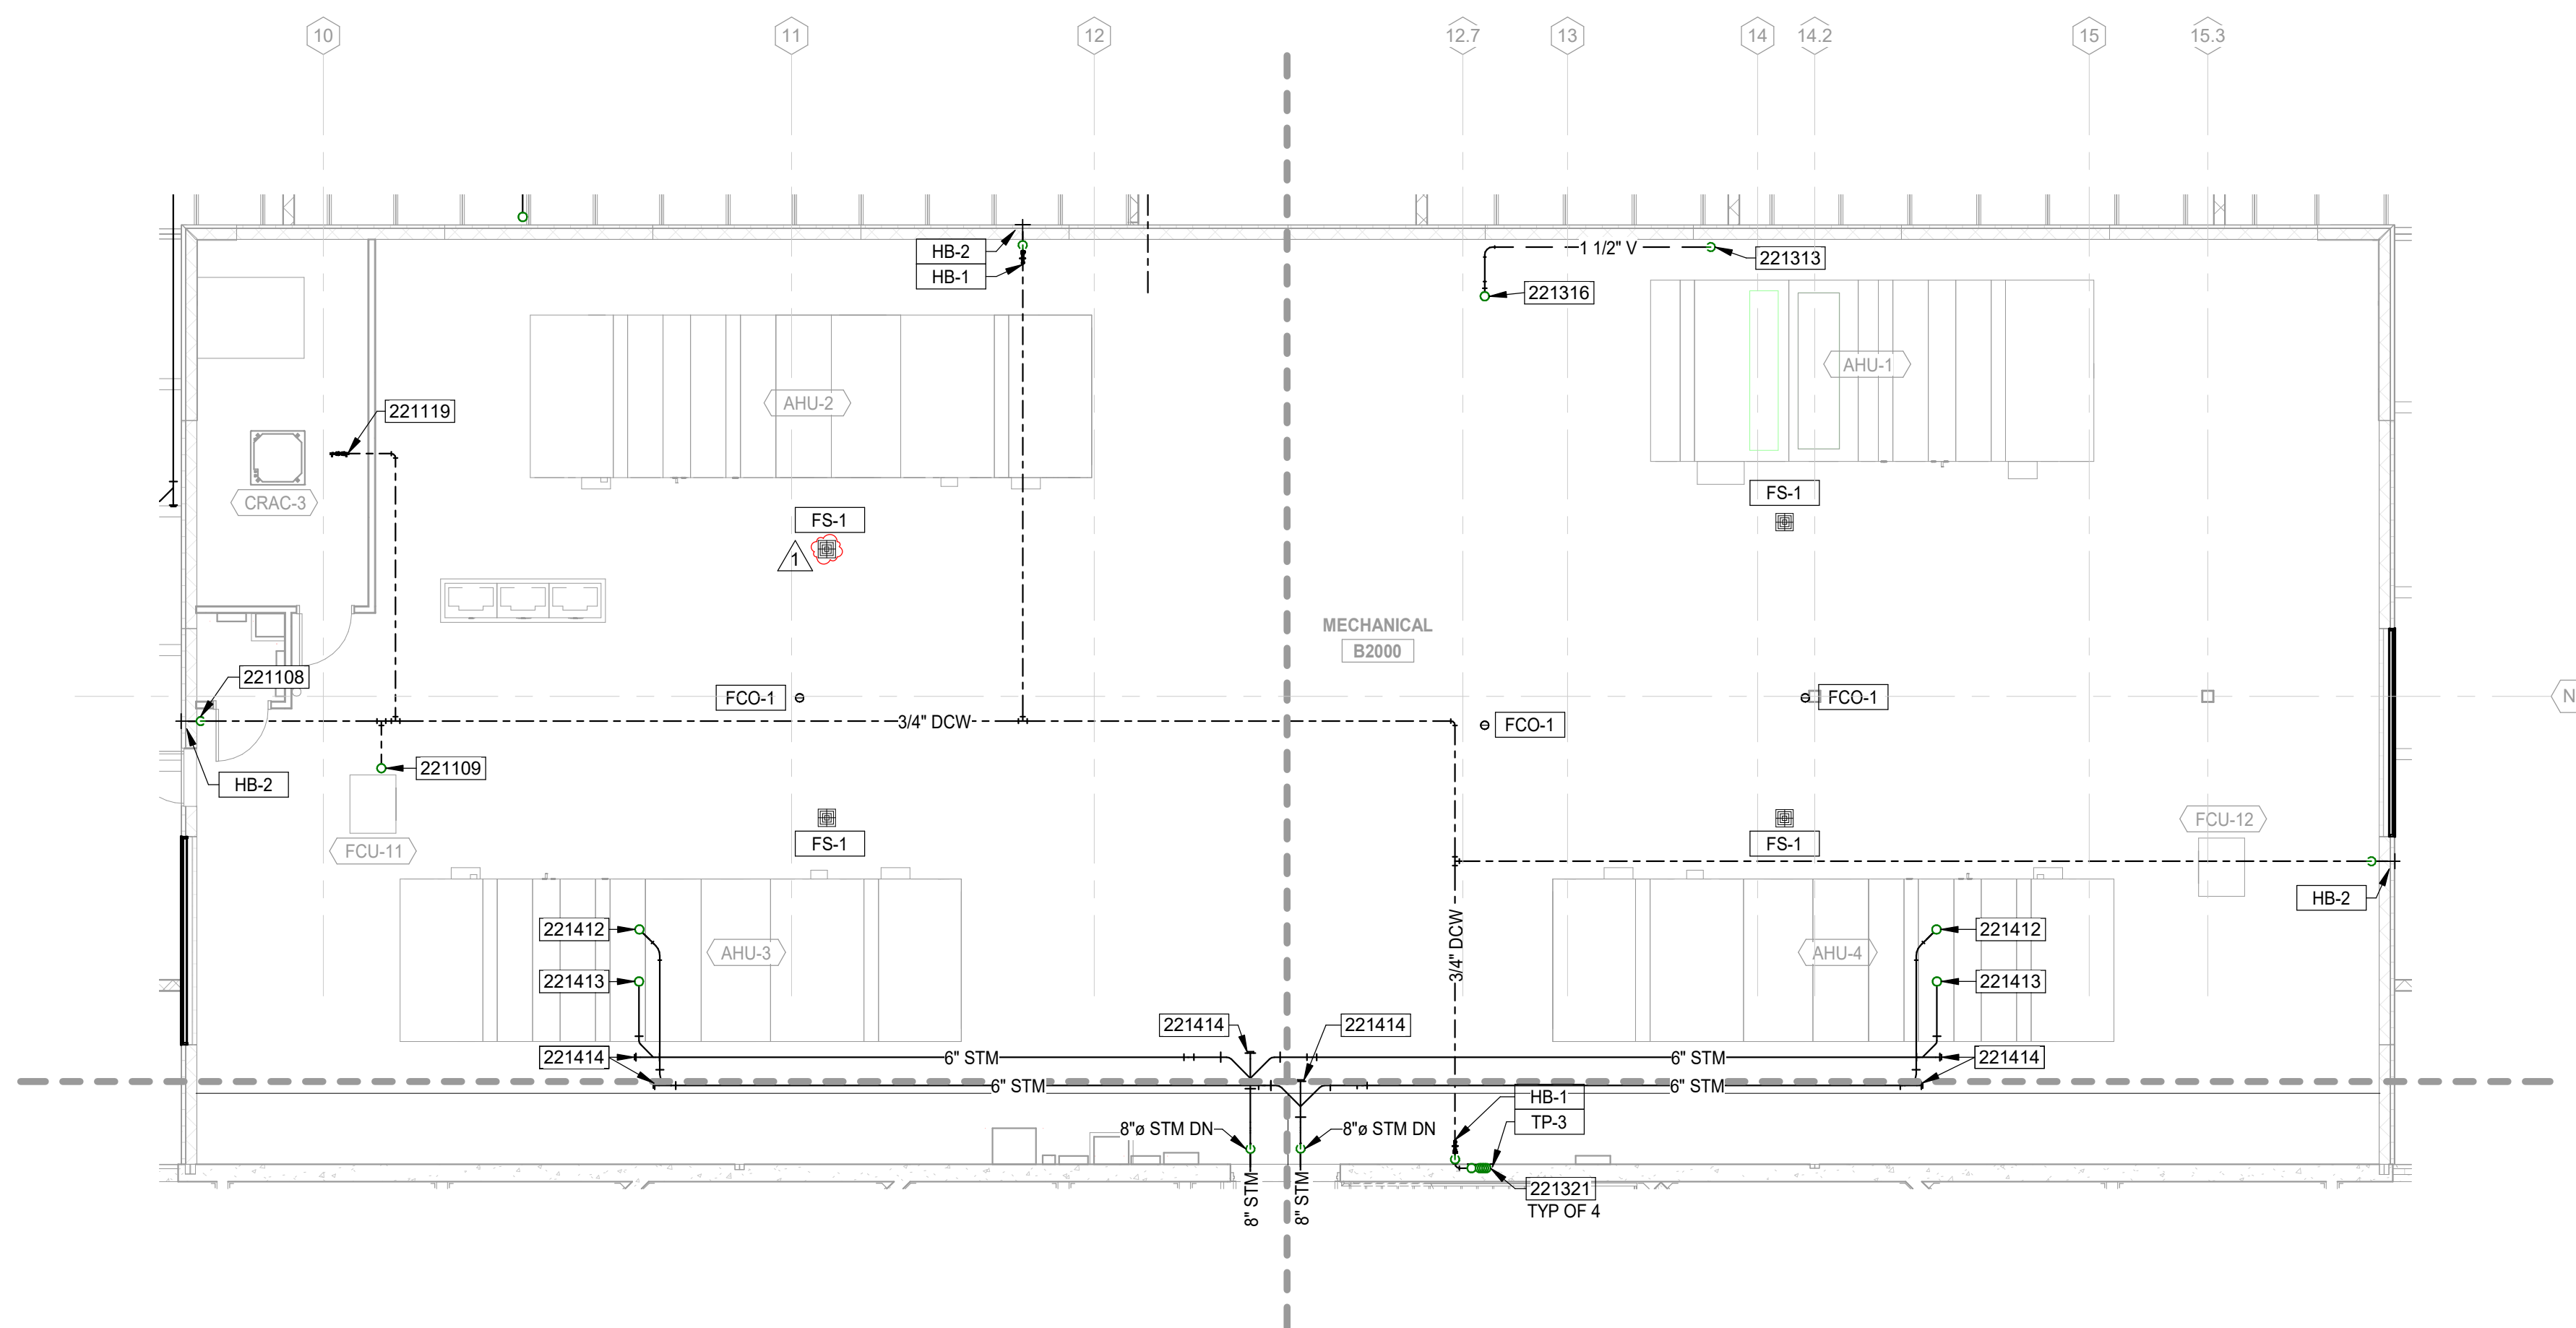 10
11
12
12.7
13
14
14.2
15
15.3
HB-2
HB-1
1 1/2" V
221313
221316
AHU-1
AHU-2
221119
CRAC-3
FS-1
FS-1
1
MECHANICAL
B2000
221108
FCO-1
FCO-1
N
3/4" DCW
FCO-1
221109
HB-2
FCU-11
FS-1
FS-1
FCU-12
HB-2
221412
AHU-3
3/4" DCW
AHU-4
221412
221413
221413
221414
221414
221414
6" STM
6" STM
221414
6" STM
6" STM
HB-1
TP-3
8"ø STM DN
8"ø STM DN
8" STM
8" STM
221321
TYP OF 4